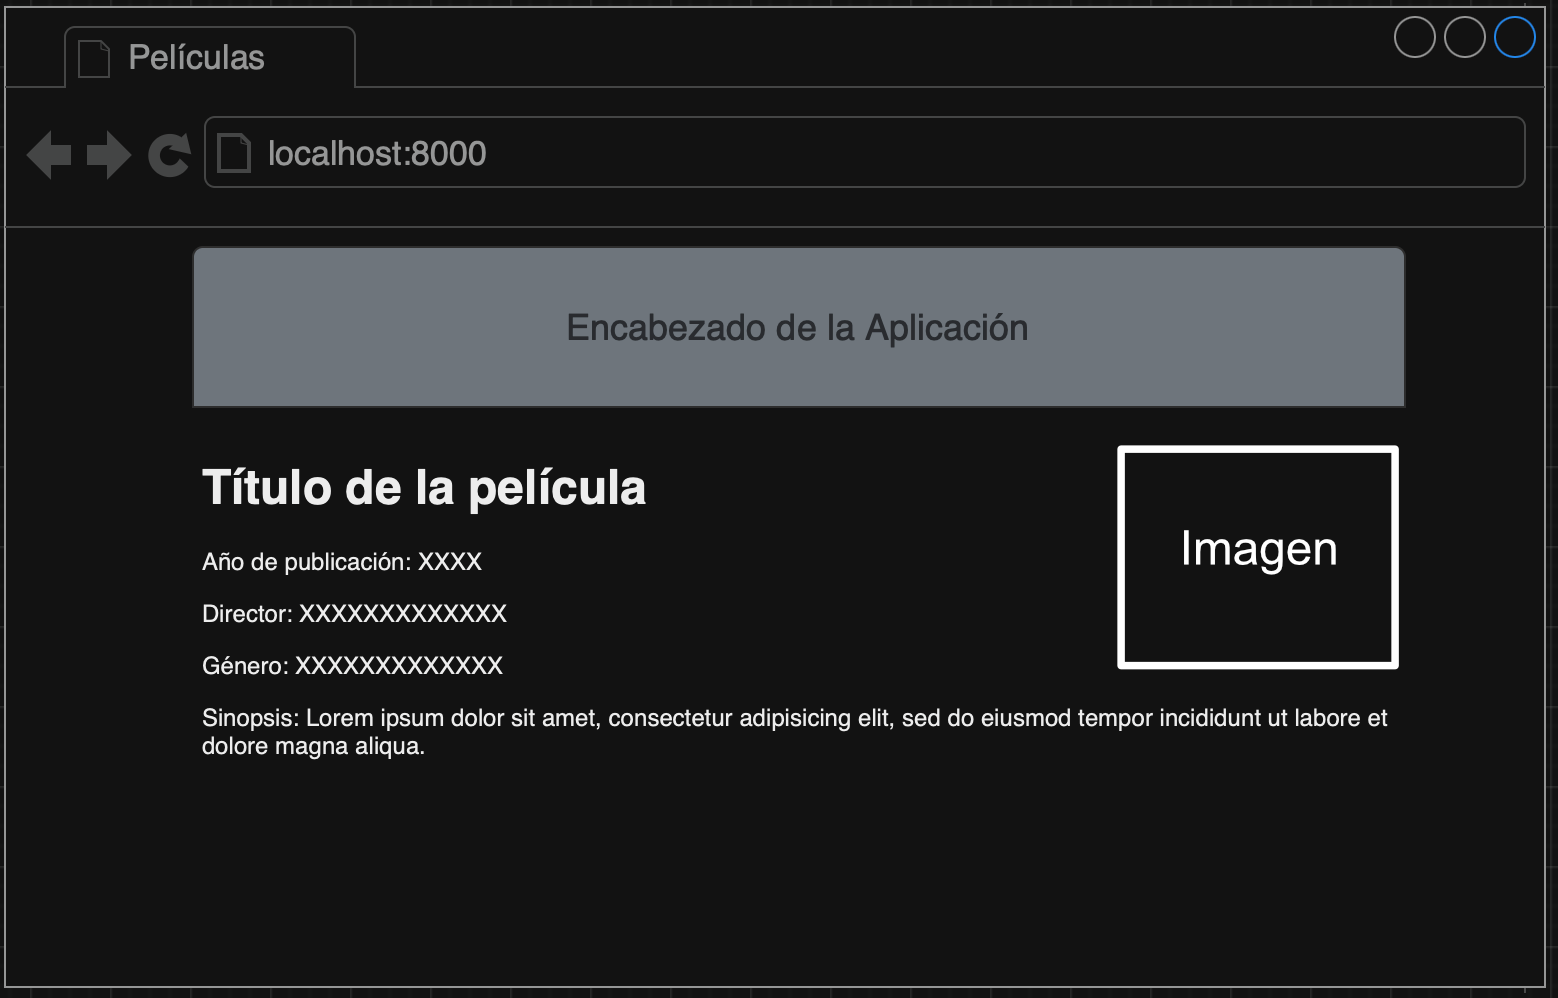 Películas
localhost:8000
Encabezado de la Aplicación
Título de la película
Imagen
Año de publicación: XXXX
Director: XXXXXXXXXXXXX
Género: XXXXXXXXXXXXX
Sinopsis: Lorem ipsum dolor sit amet, consectetur adipisicing elit, sed do eiusmod tempor incididunt ut labore et
dolore magna aliqua.